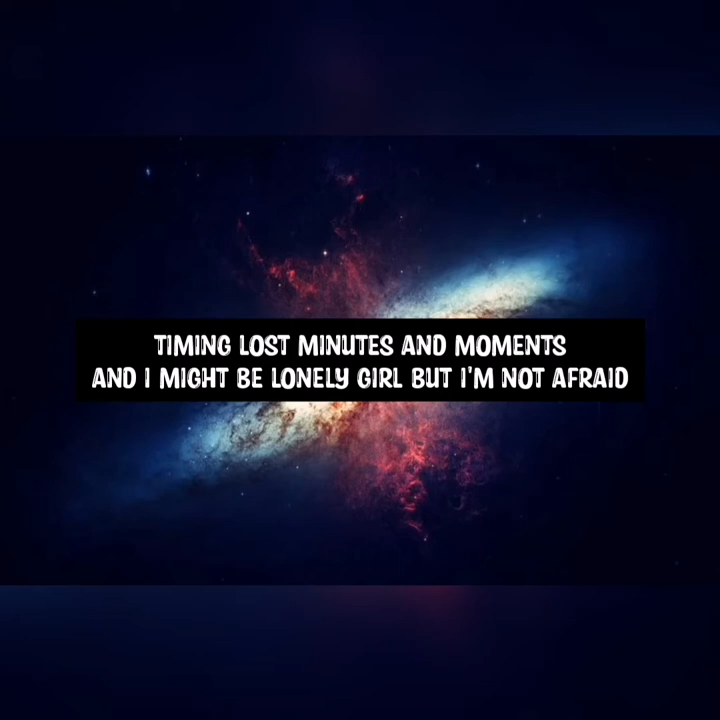 TIMING LOST MINUTES AND MOMENTS
AND I MIGHT BE LONELY GIRL BUT I'M NOT AFRAID